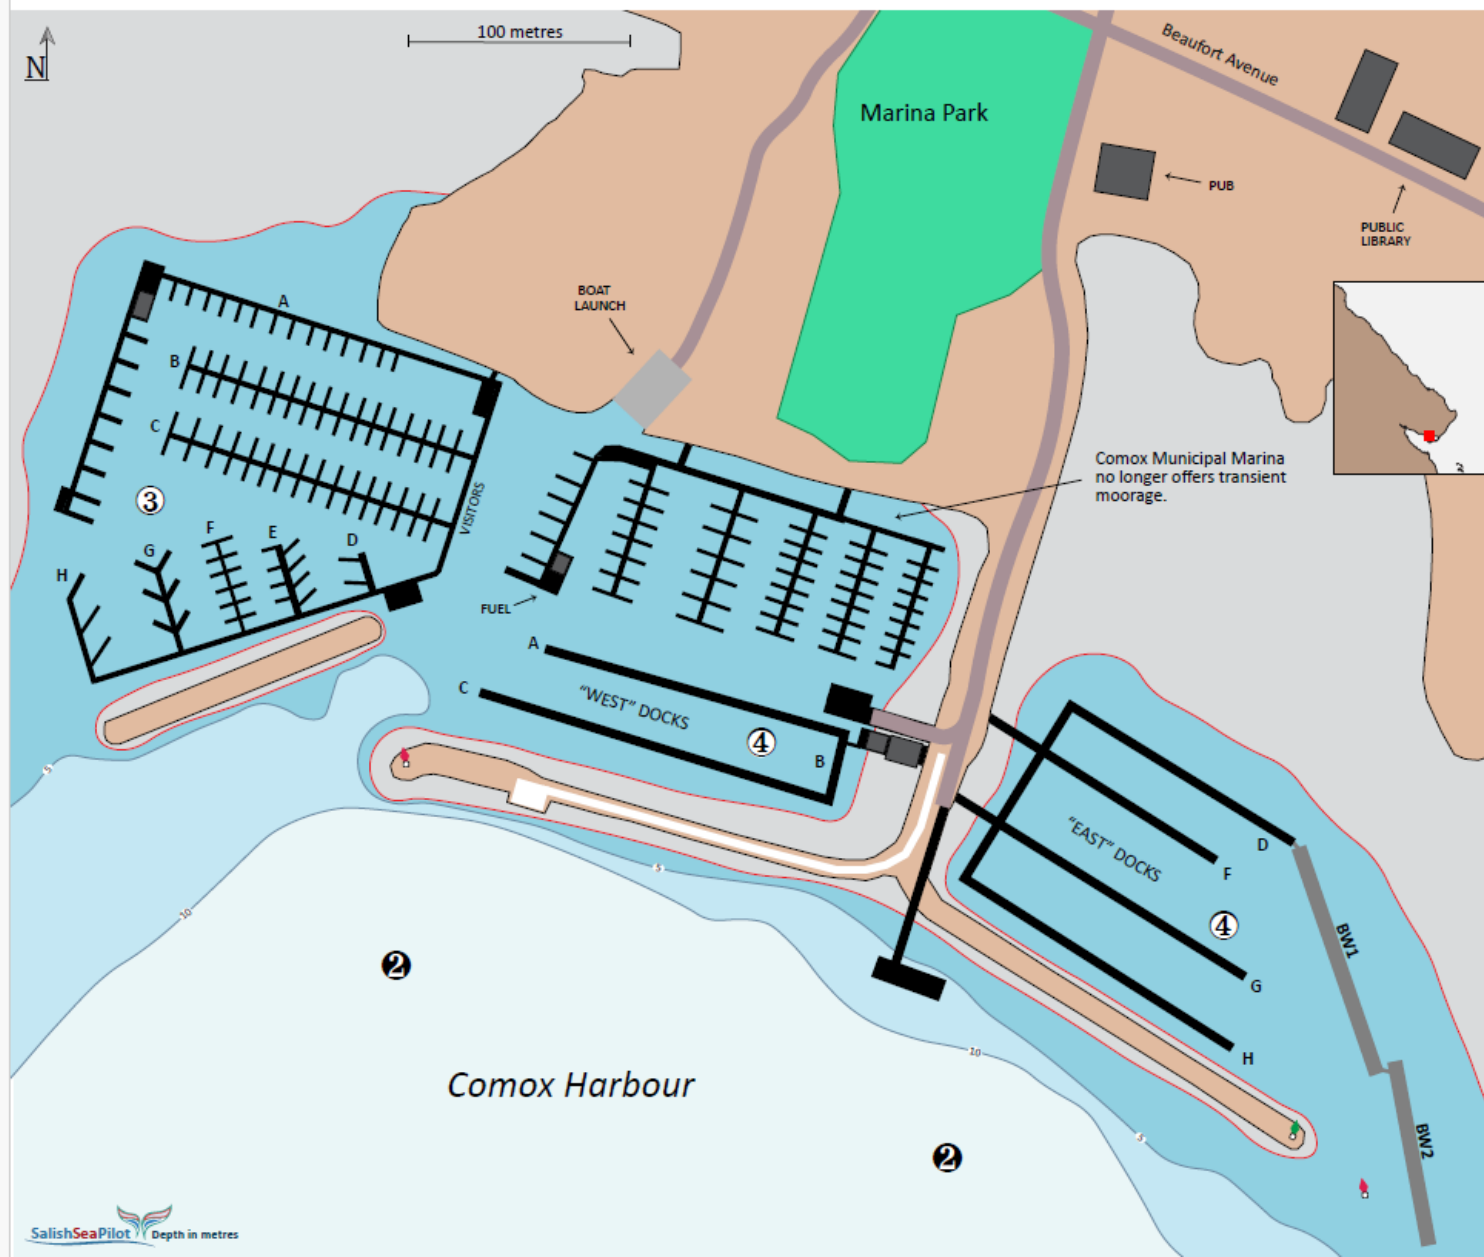 100 metres
N
Beaufort Avenue
Marina Park
PUB
PUBLIC
LIBRARY
BOAT
LAUNCH
A
B
C
VISITORS
Comox Municipal Marina
no longer offers transient
moorage.
3
3
F
E
D
G
H
FUEL
A
C
"WEST" DOCKS
4
B
5
"EAST" DOCKS
D
F
5
4
BW1
10
2
G
10
H
Comox Harbour
5
BW2
2
SalishSeaPilot Depth in metres